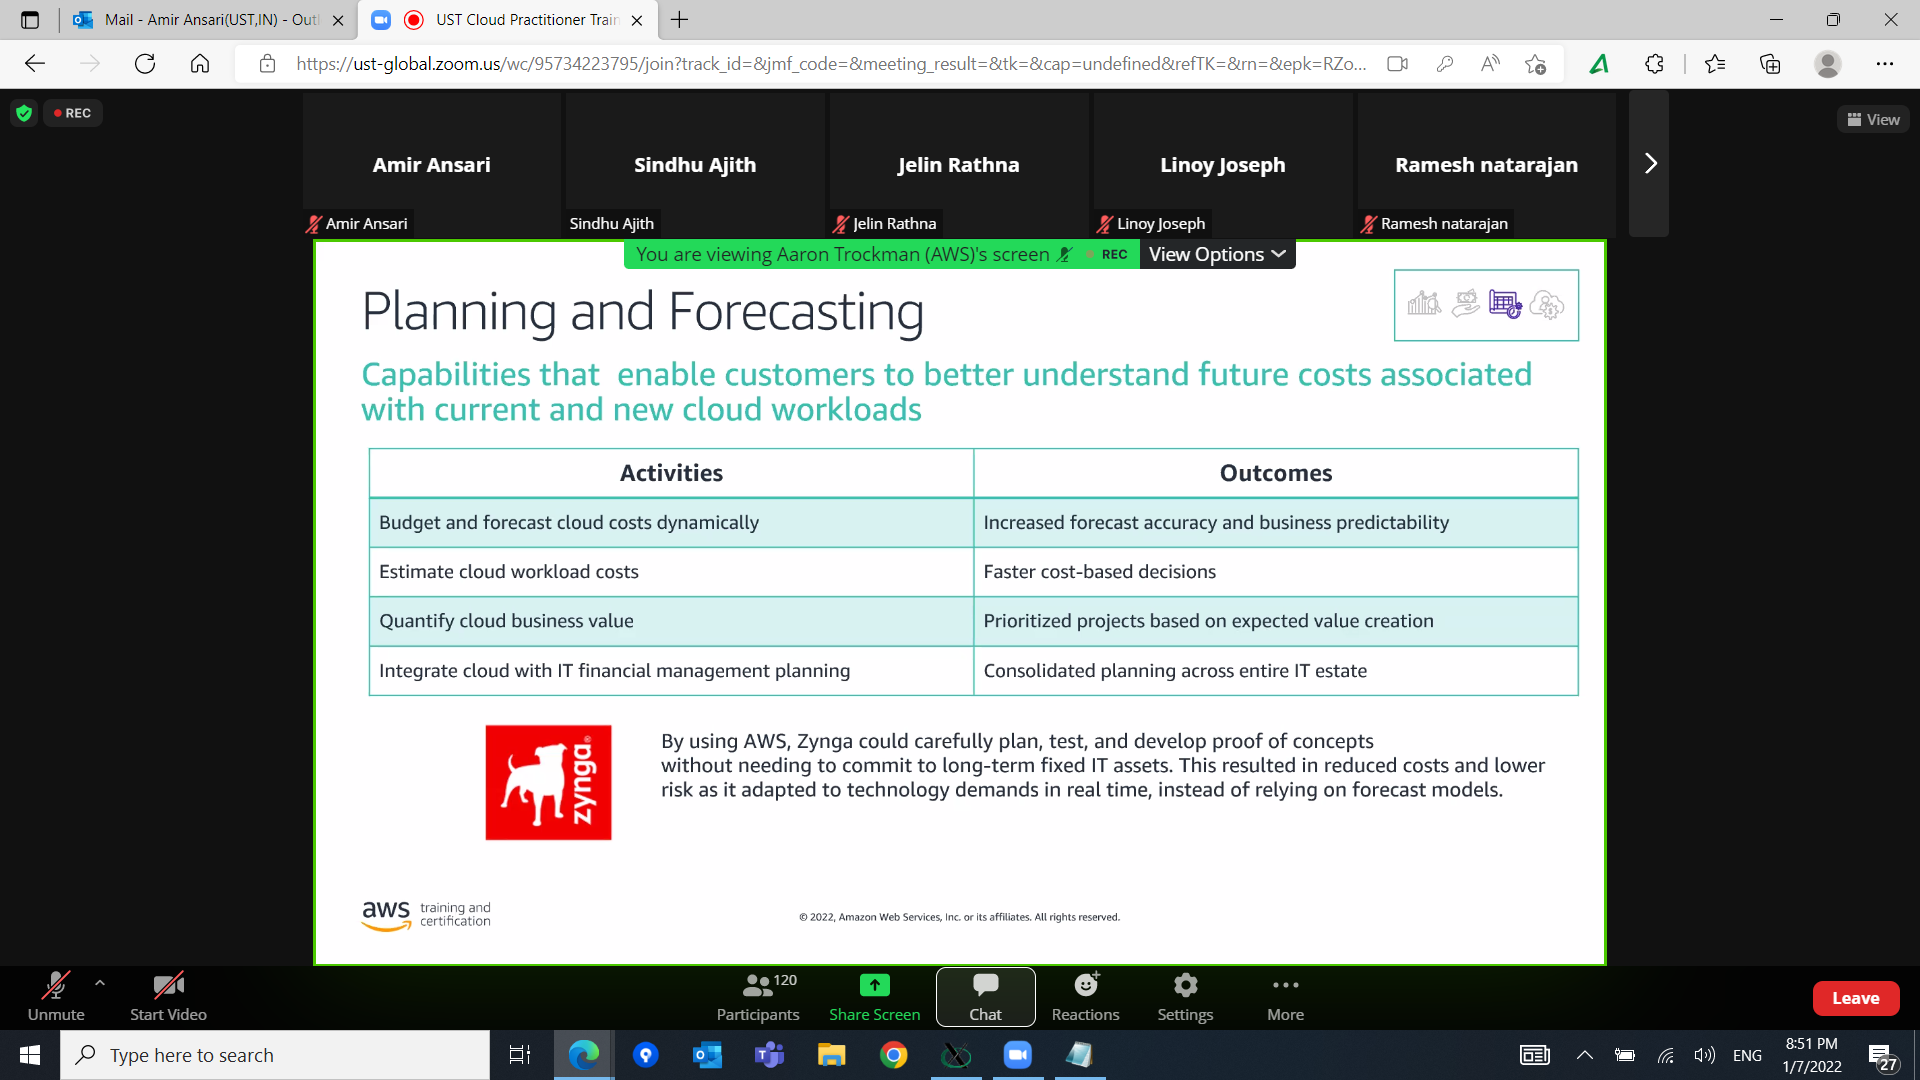 Mail - Amir Ansari(UST,IN) - Outl
UST Cloud Practitioner Train
https://ust-global.zoom.us/wc/95734223795/join?track_id=&jmf_code=&meeting_result=&tk=&cap=undefined&refTK=&rn=&epk=RZo...
REC
View
Amir Ansari
Sindhu Ajith
Jelin Rathna
Linoy Joseph
Ramesh natarajan
Amir Ansari
Sindhu Ajith
Jelin Rathna
Linoy Joseph
Ramesh natarajan
You are viewing Aaron Trockman (AWS)'s screen REC View Options
Planning and Forecasting
Capabilities that enable customers to better understand future costs associated
with current and new cloud workloads
Activities Outcomes
Budget and forecast cloud costs dynamically Increased forecast accuracy and business predictability
Estimate cloud workload costs Faster cost-based decisions
Quantify cloud business value Prioritized projects based on expected value creation
Integrate cloud with IT financial management planning Consolidated planning across entire IT estate
zynga®
By using AWS, Zynga could carefully plan, test, and develop proof of concepts
without needing to commit to long-term fixed IT assets. This resulted in reduced costs and lower
risk as it adapted to technology demands in real time, instead of relying on forecast models.
aws training and
certification
© 2022, Amazon Web Services, Inc. or its affiliates. All rights reserved.
Unmute
Start Video
120
Participants
Share Screen
Chat
Reactions
Settings
More
Leave
Type here to search
ENG
8:51 PM
1/7/2022
27